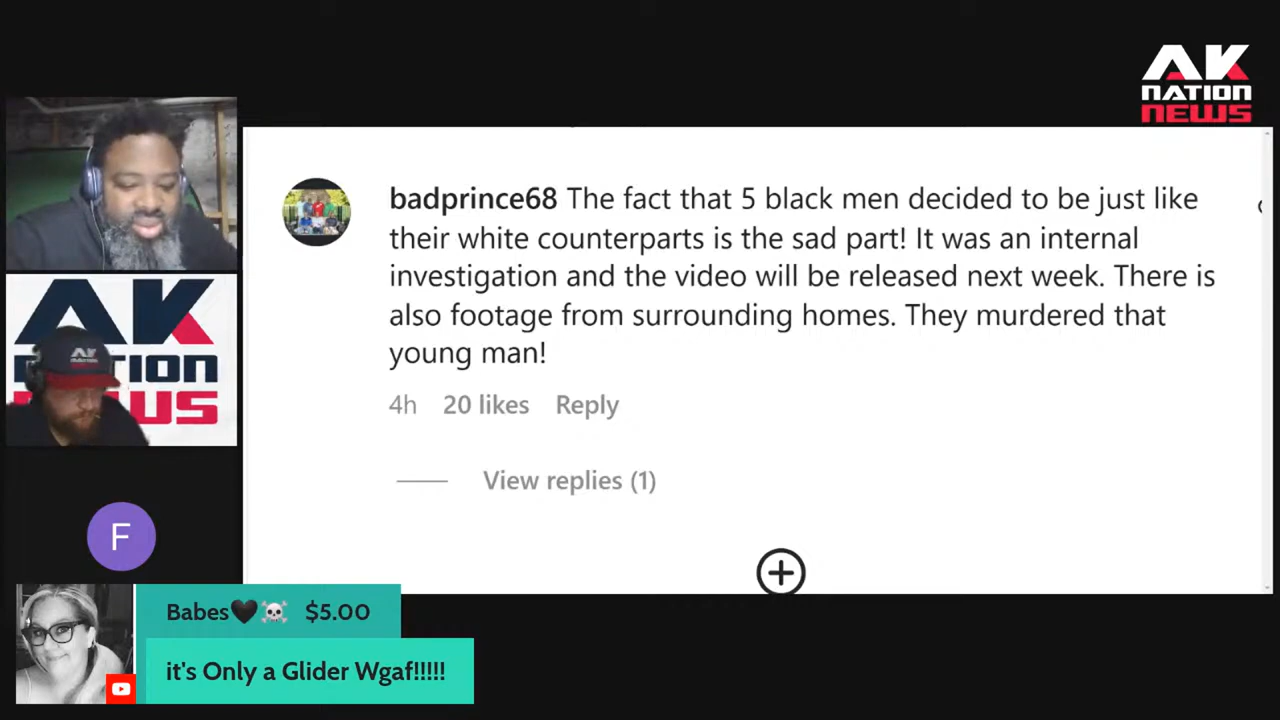 AK
NATION
NEWS
badprince68 The fact that 5 black men decided to be just like
their white counterparts is the sad part! It was an internal
investigation and the video will be released next week. There is
also footage from surrounding homes. They murdered that
young man!
4h 20 likes Reply
View replies (1)
AK
NATION
NEWS
F
Babes🖤☠️ $5.00
it's Only a Glider Wgaf!!!!!